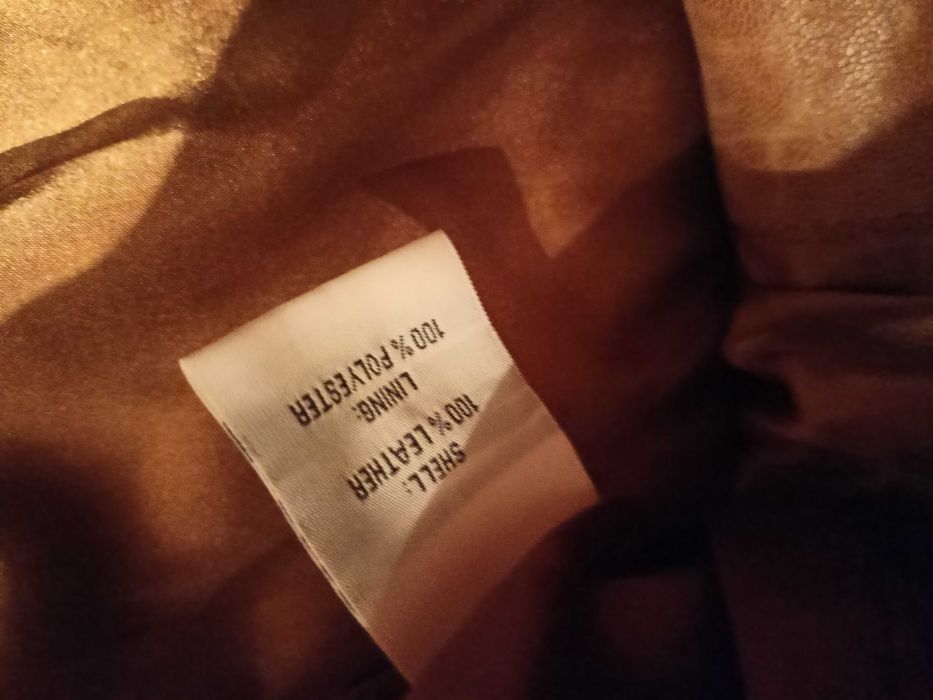 SHELL:
100% LEATHER
LINING:
100% POLYESTER